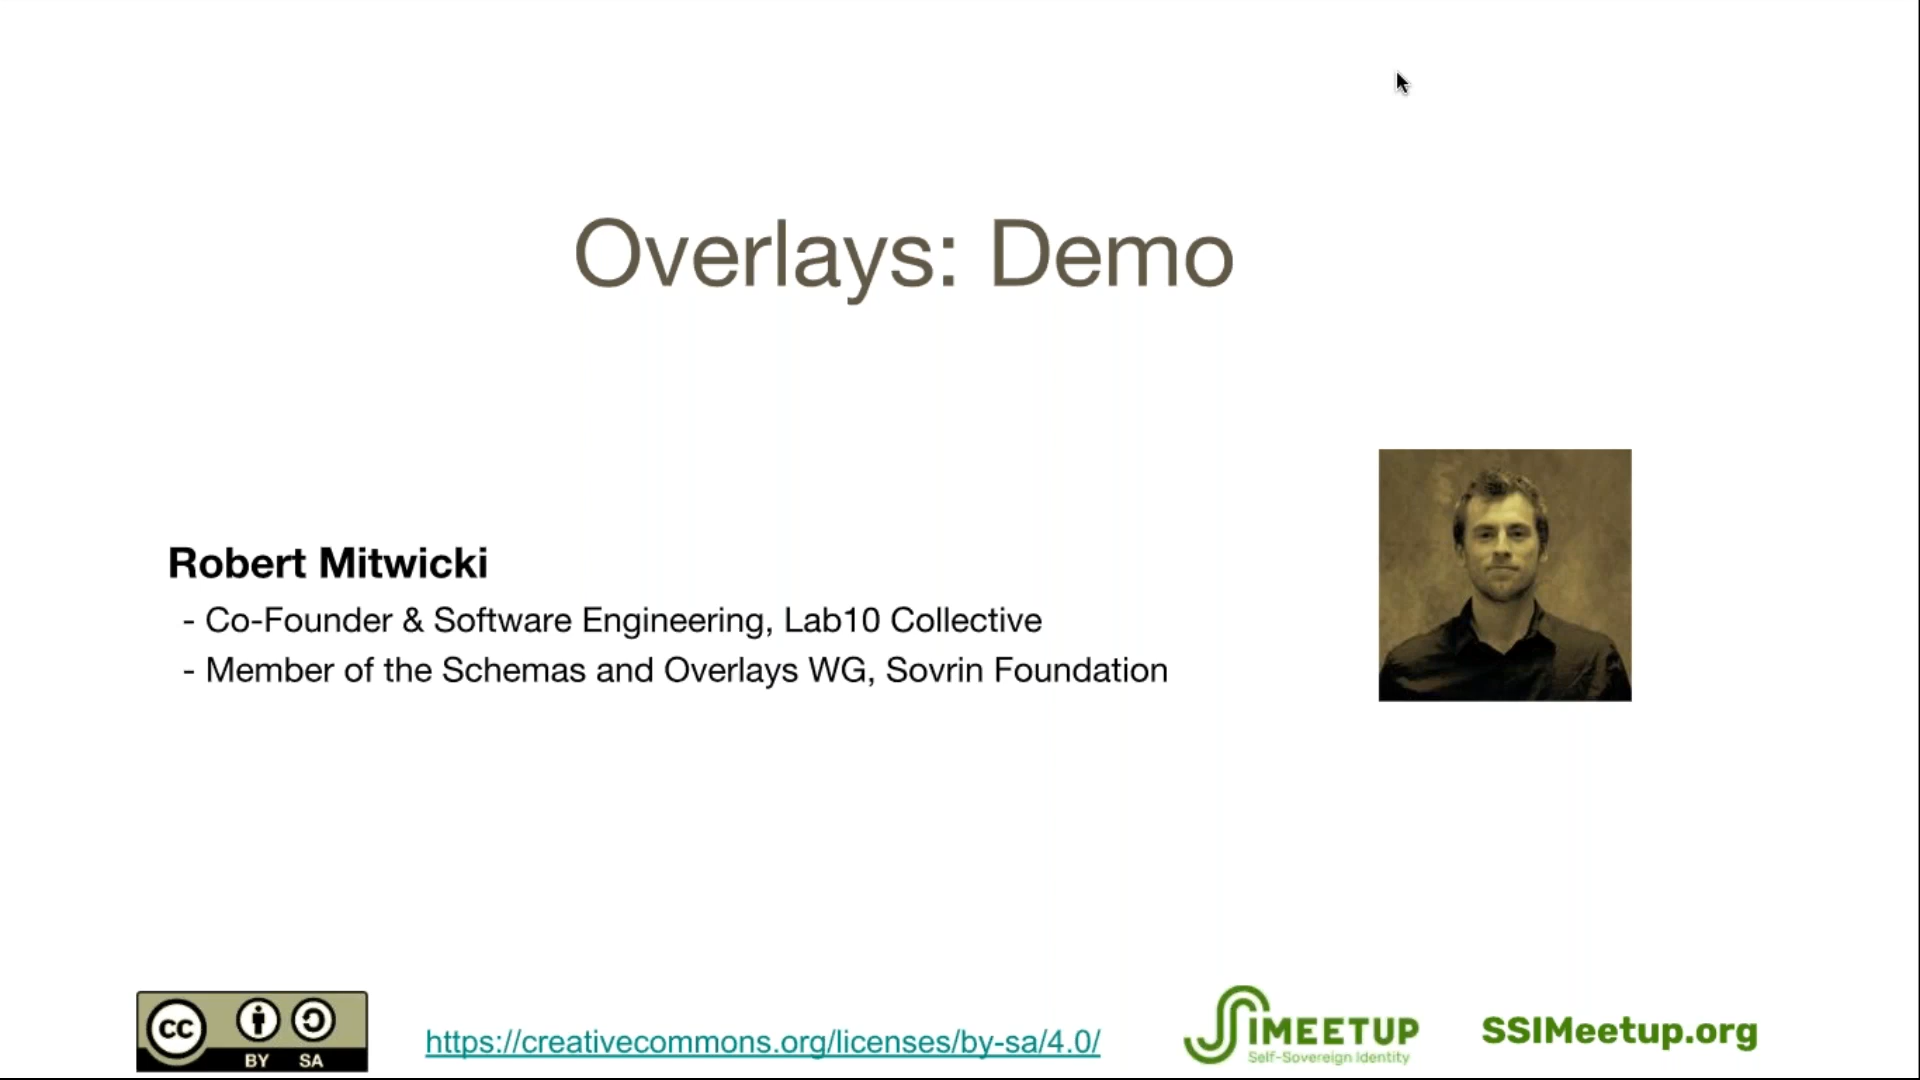 Overlays: Demo
Robert Mitwicki
- Co-Founder & Software Engineering, Lab10 Collective
- Member of the Schemas and Overlays WG, Sovrin Foundation
cc
BY SA
https://creativecommons.org/licenses/by-sa/4.0/
SSIMEETUP
Self-Sovereign Identity
SSIMeetup.org